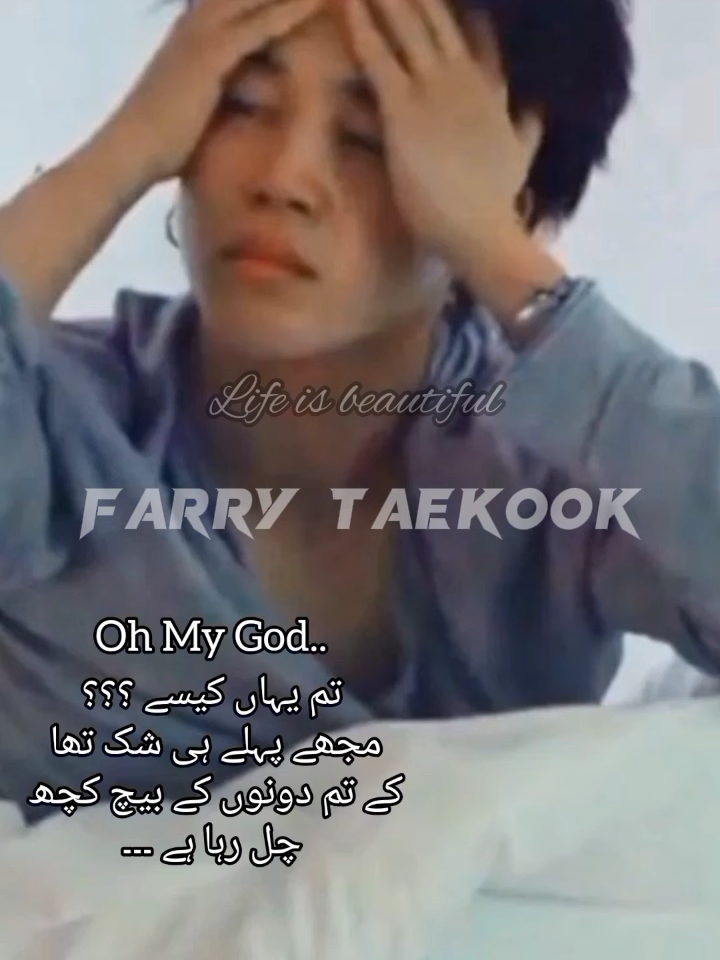 Life is beautiful
FARRY TAEKOOK
Oh My God..
تم یہاں کیسے ؟؟؟
مجھے پہلے ہی شک تھا
کے تم دونوں کے بیچ کچھ
چل رہا ہے ---